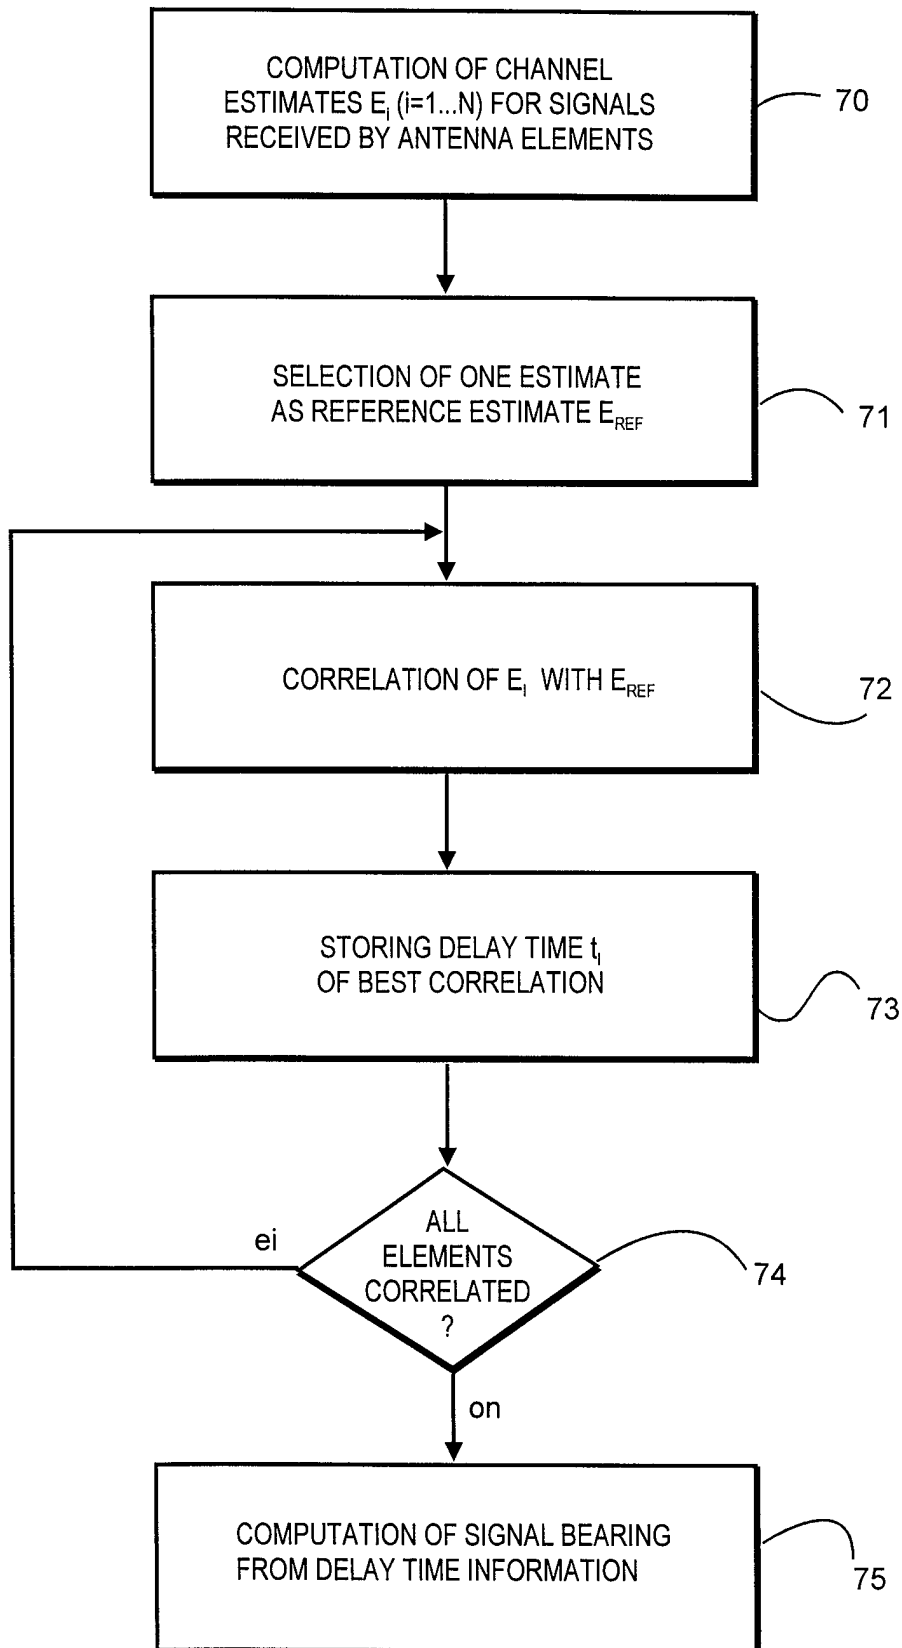 COMPUTATION OF CHANNEL
ESTIMATES Ei (i=1...N) FOR SIGNALS
RECEIVED BY ANTENNA ELEMENTS
70
SELECTION OF ONE ESTIMATE
AS REFERENCE ESTIMATE EREF
71
CORRELATION OF EI WITH EREF
72
STORING DELAY TIME tI
OF BEST CORRELATION
73
ALL
ELEMENTS
CORRELATED
?
74
ei
on
COMPUTATION OF SIGNAL BEARING
FROM DELAY TIME INFORMATION
75